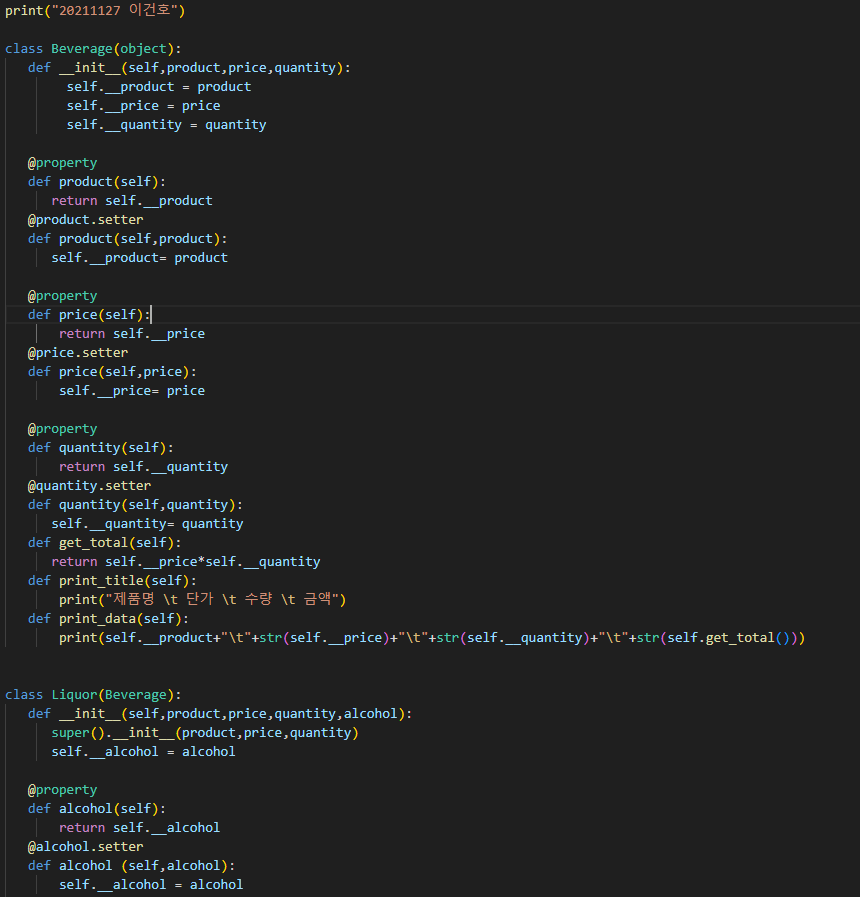 print("20211127 이건호")
class Beverage(object):
def __init__(self,product,price,quantity):
self.__product = product
self.__price = price
self.__quantity = quantity
@property
def product(self):
return self.__product
@product.setter
def product(self,product):
self.__product= product
@property
def price(self):
return self.__price
@price.setter
def price(self,price):
self.__price= price
@property
def quantity(self):
return self.__quantity
@quantity.setter
def quantity(self,quantity):
self.__quantity= quantity
def get_total(self):
return self.__price*self.__quantity
def print_title(self):
print("제품명 \t 단가 \t 수량 \t 금액")
def print_data(self):
print(self.__product+"\t"+str(self.__price)+"\t"+str(self.__quantity)+"\t"+str(self.get_total()))
class Liquor(Beverage):
def __init__(self,product,price,quantity,alcohol):
super().__init__(product,price,quantity)
self.__alcohol = alcohol
@property
def alcohol(self):
return self.__alcohol
@alcohol.setter
def alcohol (self,alcohol):
self.__alcohol = alcohol